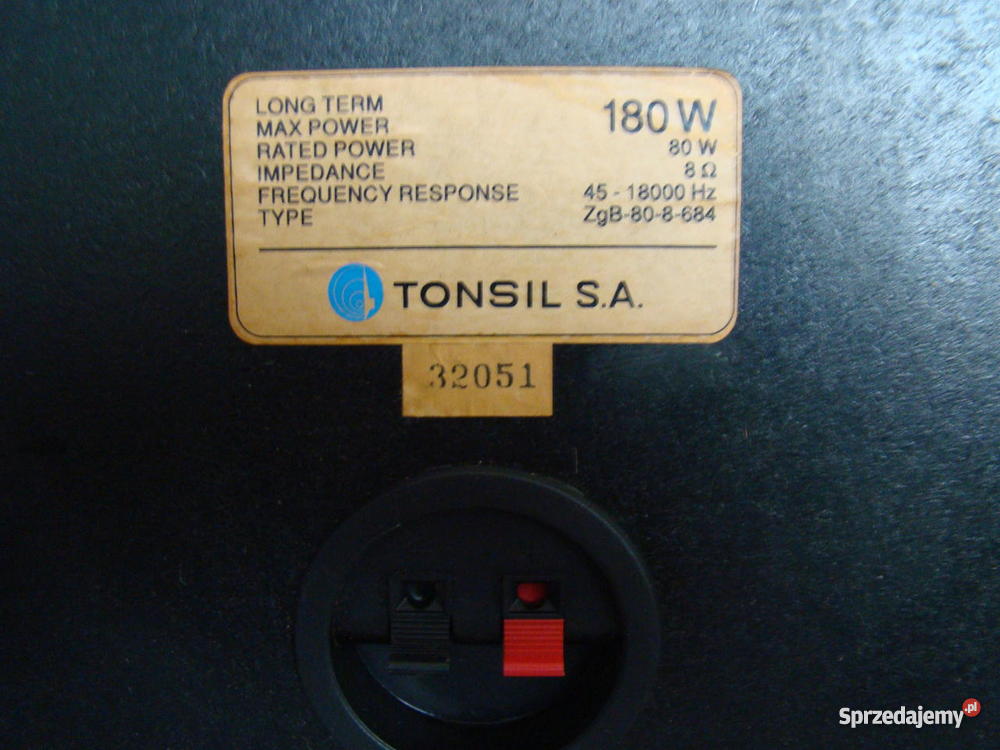 LONG TERM
MAX POWER 180 W
RATED POWER 80 W
IMPEDANCE 8 Ω
FREQUENCY RESPONSE 45 - 18000 Hz
TYPE ZgB-80-8-684
TONSIL S.A.
32051
Sprzedajemy.pl